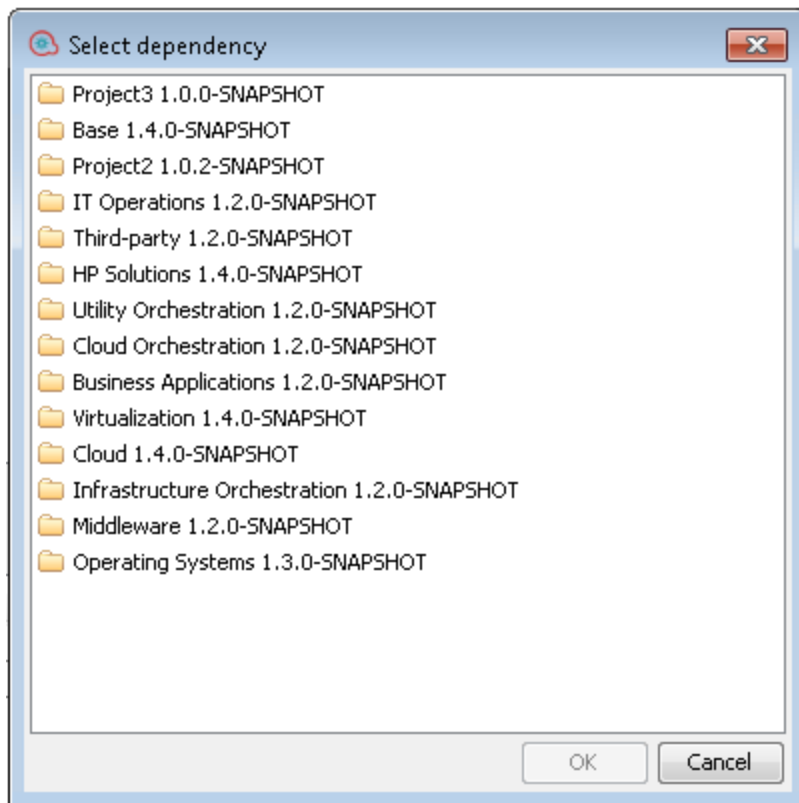 Select dependency
Project3 1.0.0-SNAPSHOT
Base 1.4.0-SNAPSHOT
Project2 1.0.2-SNAPSHOT
IT Operations 1.2.0-SNAPSHOT
Third-party 1.2.0-SNAPSHOT
HP Solutions 1.4.0-SNAPSHOT
Utility Orchestration 1.2.0-SNAPSHOT
Cloud Orchestration 1.2.0-SNAPSHOT
Business Applications 1.2.0-SNAPSHOT
Virtualization 1.4.0-SNAPSHOT
Cloud 1.4.0-SNAPSHOT
Infrastructure Orchestration 1.2.0-SNAPSHOT
Middleware 1.2.0-SNAPSHOT
Operating Systems 1.3.0-SNAPSHOT
OK Cancel